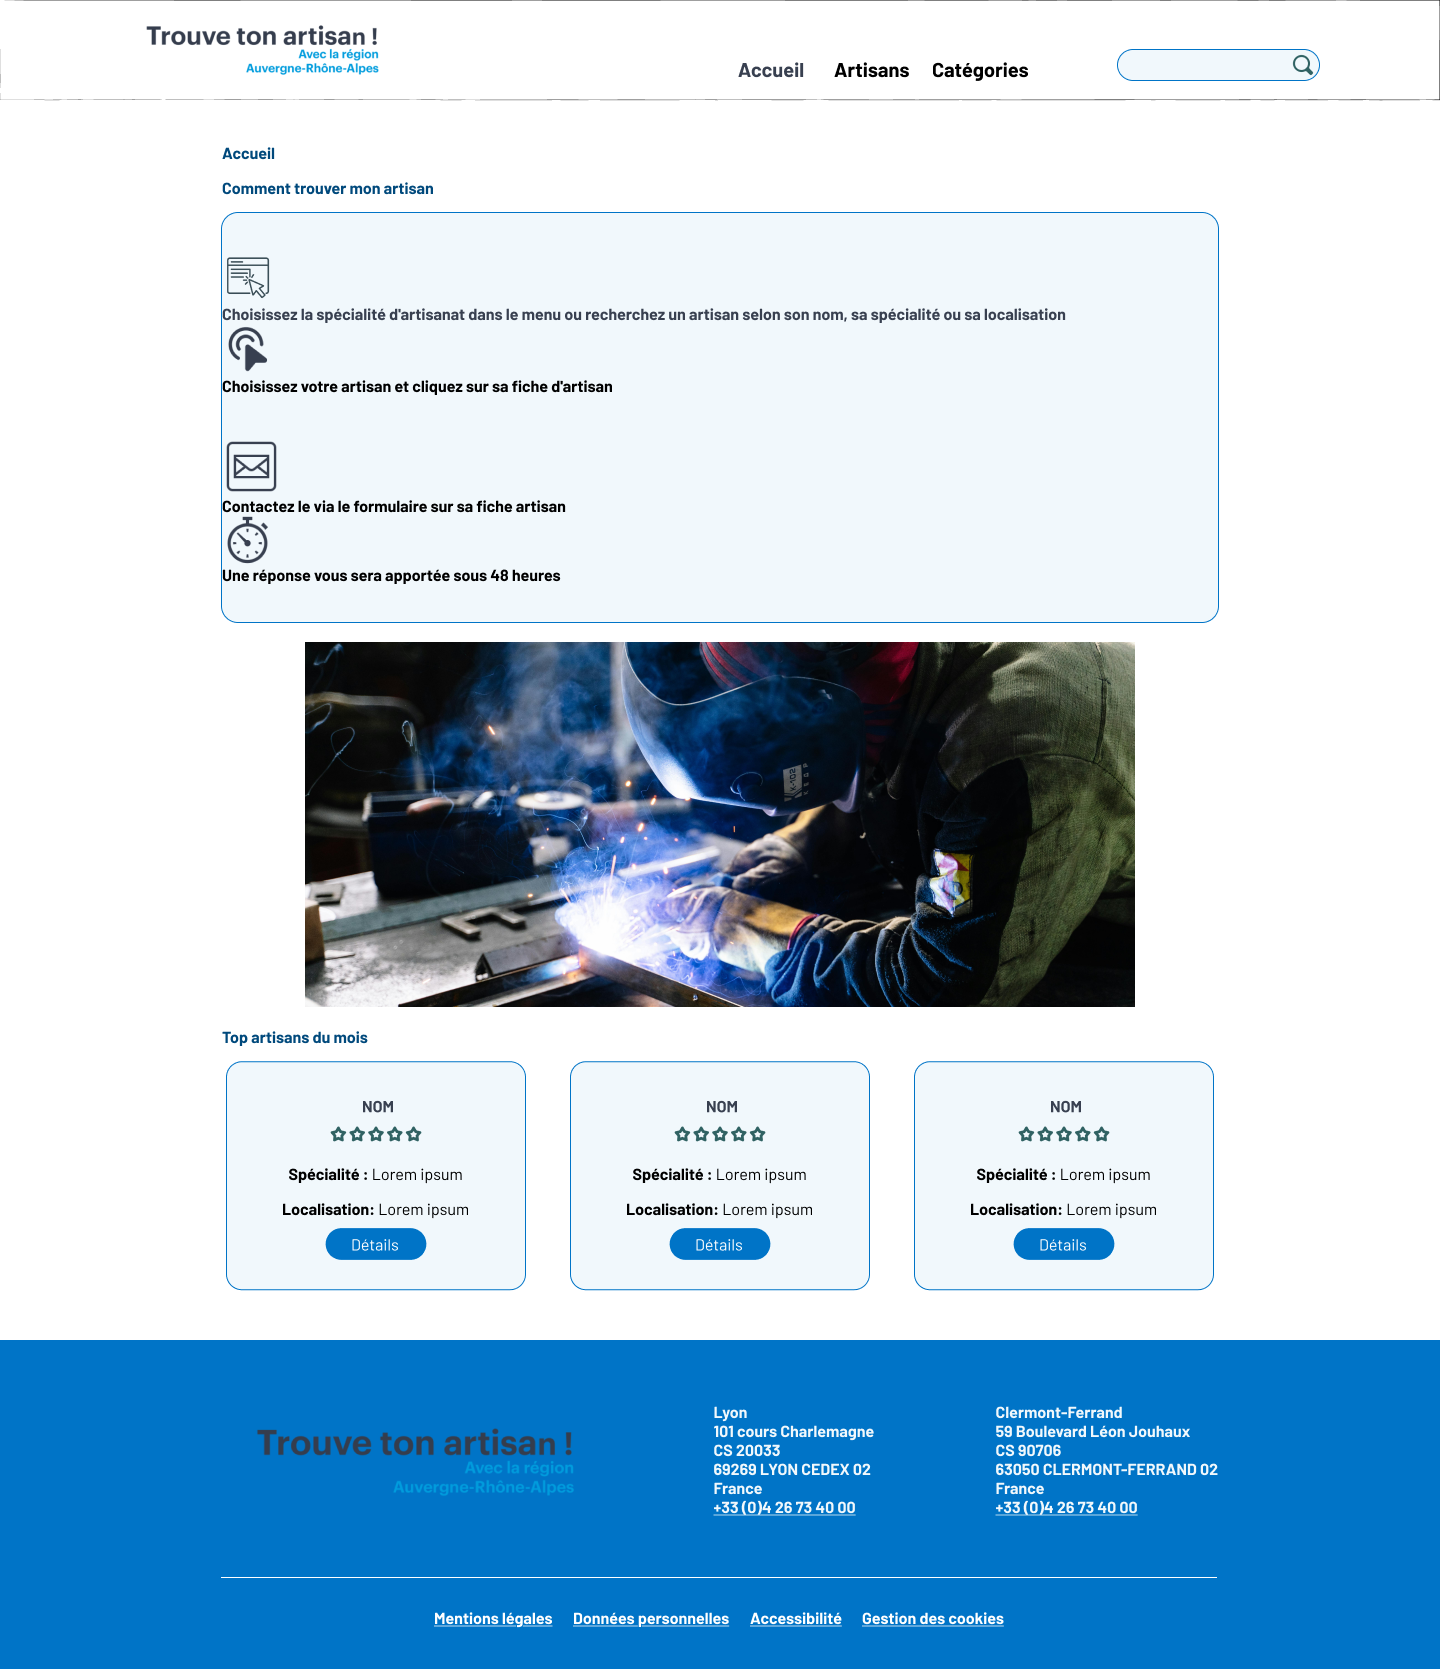 Trouve ton artisan !
Avec la région
Auvergne-Rhône-Alpes
Accueil Artisans Catégories
Accueil
Comment trouver mon artisan
Choisissez la spécialité d'artisanat dans le menu ou recherchez un artisan selon son nom, sa spécialité ou sa localisation
Choisissez votre artisan et cliquez sur sa fiche d'artisan
Contactez le via le formulaire sur sa fiche artisan
Une réponse vous sera apportée sous 48 heures
K-102
Top artisans du mois
NOM
Spécialité : Lorem ipsum
Localisation: Lorem ipsum
Détails
NOM
Spécialité : Lorem ipsum
Localisation: Lorem ipsum
Détails
NOM
Spécialité : Lorem ipsum
Localisation: Lorem ipsum
Détails
Trouve ton artisan !
Avec la région
Auvergne-Rhône-Alpes
Lyon
101 cours Charlemagne
CS 20033
69269 LYON CEDEX 02
France
+33 (0)4 26 73 40 00
Clermont-Ferrand
59 Boulevard Léon Jouhaux
CS 90706
63050 CLERMONT-FERRAND 02
France
+33 (0)4 26 73 40 00
Mentions légales Données personnelles Accessibilité Gestion des cookies